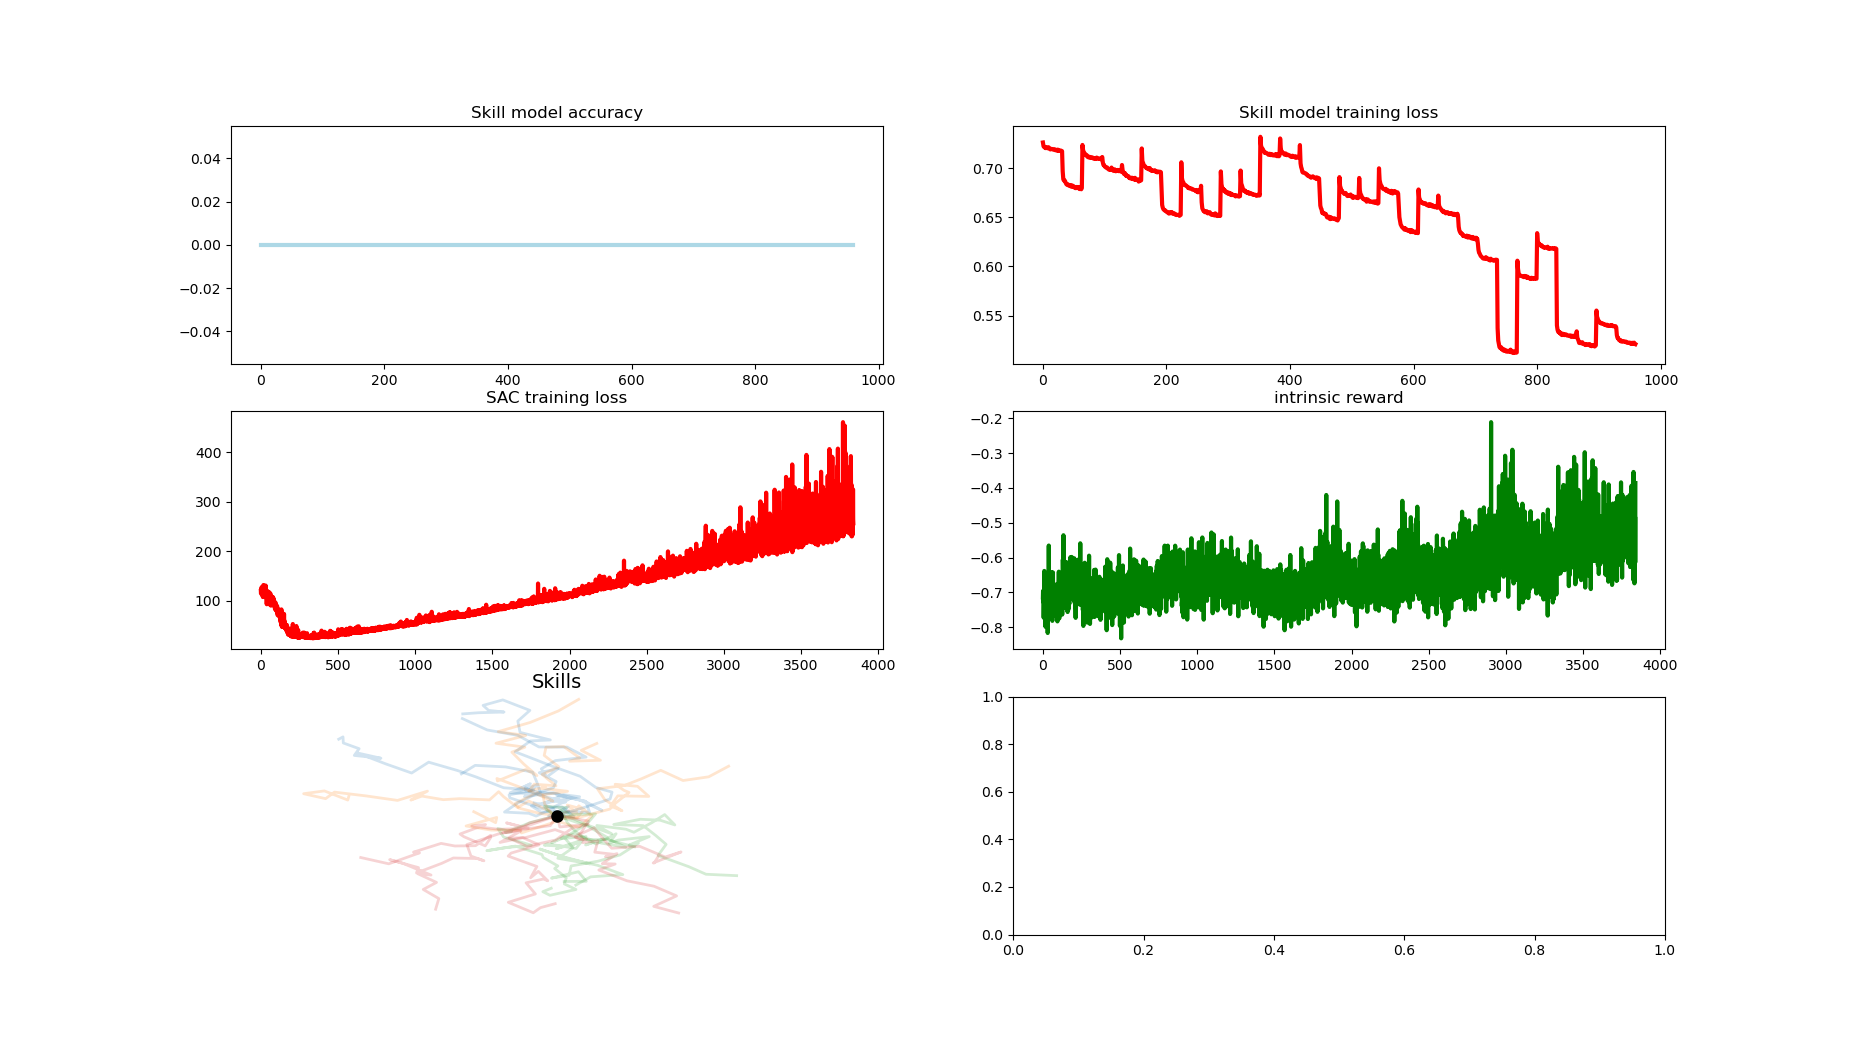 Skill model accuracy
0.04
0.02
0.00
−0.02
−0.04
0 200 400 600 800 1000
Skill model training loss
0.70
0.65
0.60
0.55
0 200 400 600 800 1000
SAC training loss
400
300
200
100
0 500 1000 1500 2000 2500 3000 3500 4000
intrinsic reward
−0.2
−0.3
−0.4
−0.5
−0.6
−0.7
−0.8
0 500 1000 1500 2000 2500 3000 3500 4000
Skills
1.0
0.8
0.6
0.4
0.2
0.0
0.0 0.2 0.4 0.6 0.8 1.0